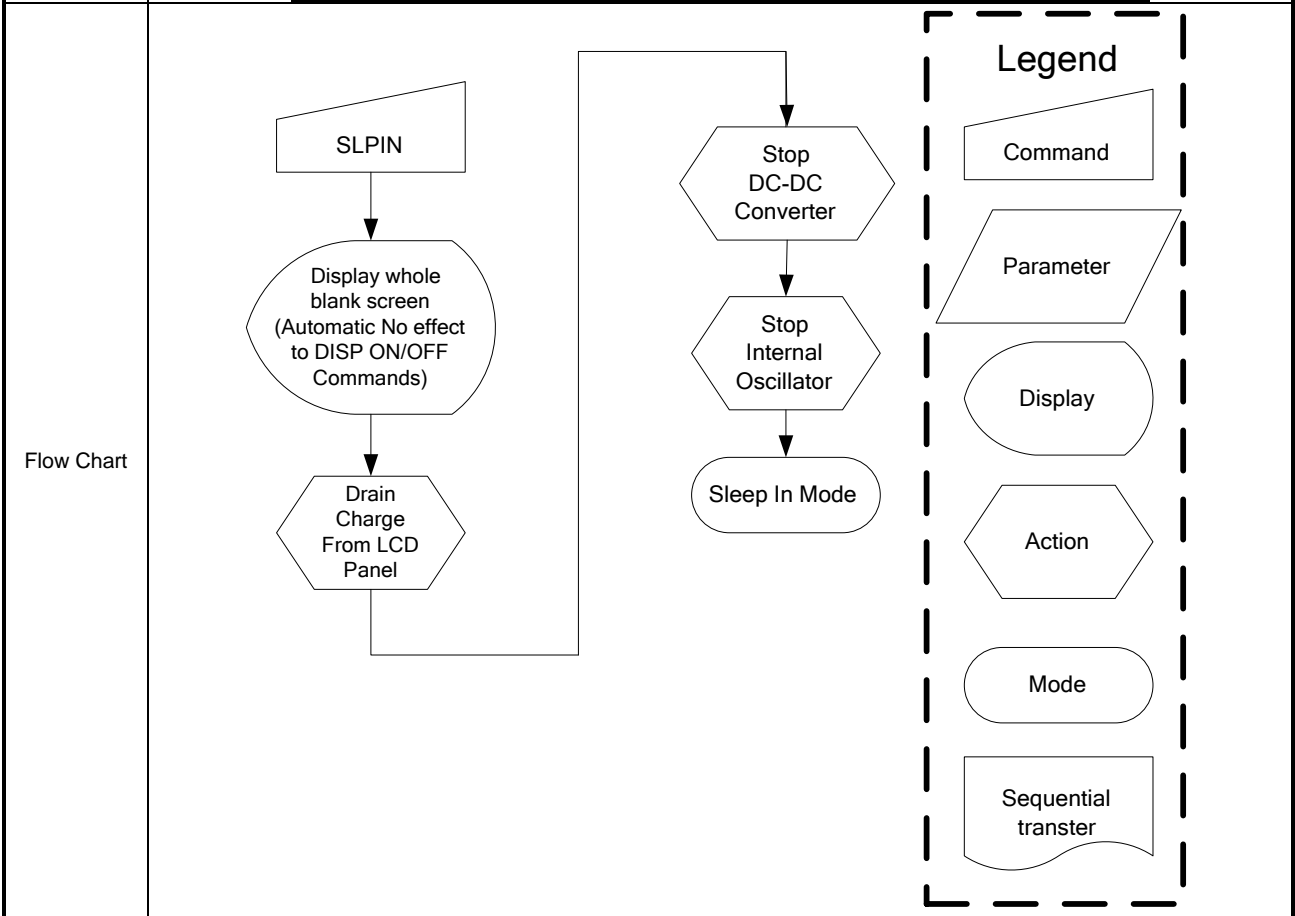 Flow Chart
SLPIN
Display whole
blank screen
(Automatic No effect
to DISP ON/OFF
Commands)
Drain
Charge
From LCD
Panel
Stop
DC-DC
Converter
Stop
Internal
Oscillator
Sleep In Mode
Legend
Command
Parameter
Display
Action
Mode
Sequential
transter